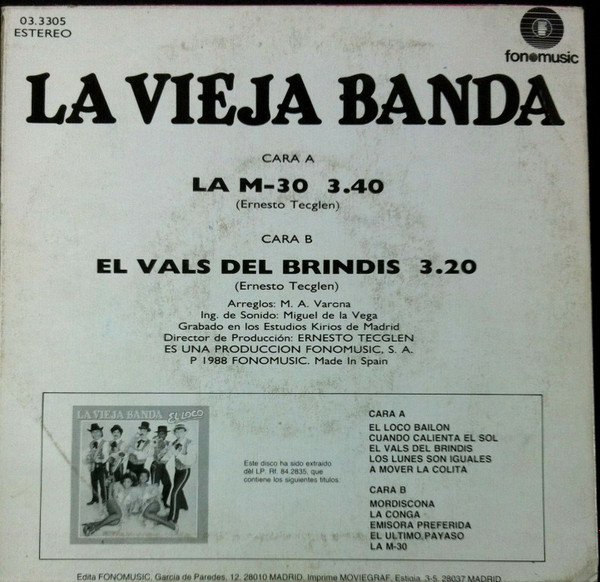 03.3305
ESTEREO
fonomusic
LA VIEJA BANDA
CARA A
LA M-30 3.40
(Ernesto Tecglen)
CARA B
EL VALS DEL BRINDIS 3.20
(Ernesto Tecglen)
Arreglos: M. A. Varona
Ing. de Sonido: Miguel de la Vega
Grabado en los Estudios Kirios de Madrid
Director de Producción: ERNESTO TECGLEN
ES UNA PRODUCCION FONOMUSIC, S. A.
P 1988 FONOMUSIC. Made In Spain
LA VIEJA BANDA
EL LOCO
Este disco ha sido extraido
del LP. Rf. 84.2835, que
contiene los siguientes títulos:
CARA A
EL LOCO BAILON
CUANDO CALIENTA EL SOL
EL VALS DEL BRINDIS
LOS LUNES SON IGUALES
A MOVER LA COLITA
CARA B
MORDISCONA
LA CONGA
EMISORA PREFERIDA
EL ULTIMO PAYASO
LA M-30
Edita FONOMUSIC, García de Paredes, 12. 28010 MADRID. Imprime MOVIEGRAF, Estigia, 3-5. 28037 MADRID